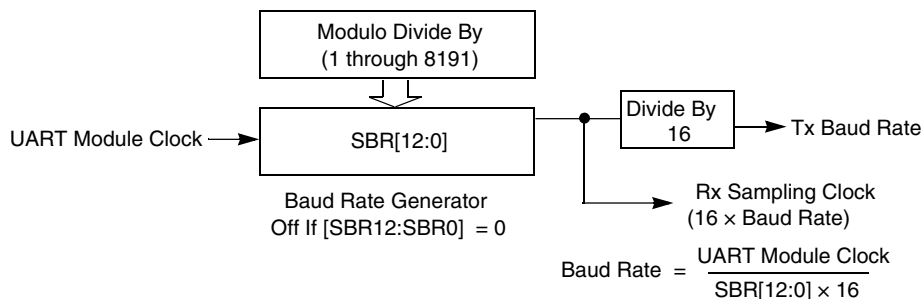 Modulo Divide By
(1 through 8191)
UART Module Clock
SBR[12:0]
Divide By
16
Tx Baud Rate
Baud Rate Generator
Off If [SBR12:SBR0] = 0
Rx Sampling Clock
(16 × Baud Rate)
Baud Rate = UART Module Clock
SBR[12:0] × 16